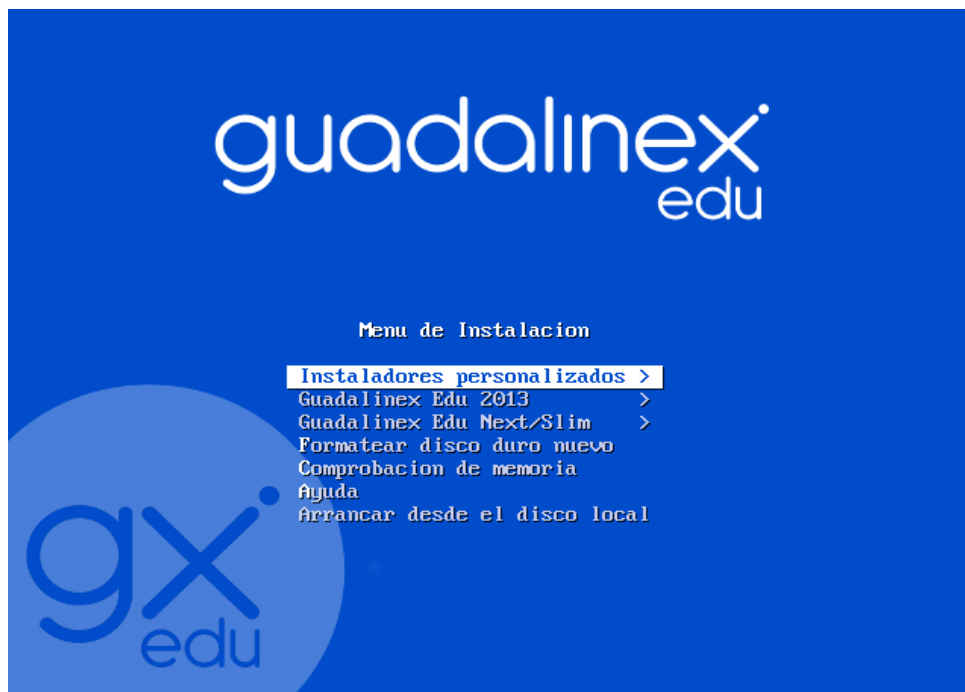 guadalinex
edu
Menu de Instalacion
Instaladores personalizados >
Guadalinex Edu 2013 >
Guadalinex Edu Next/Slim >
Formatear disco duro nuevo
Comprobacion de memoria
Ayuda
Arrancar desde el disco local
gx
edu